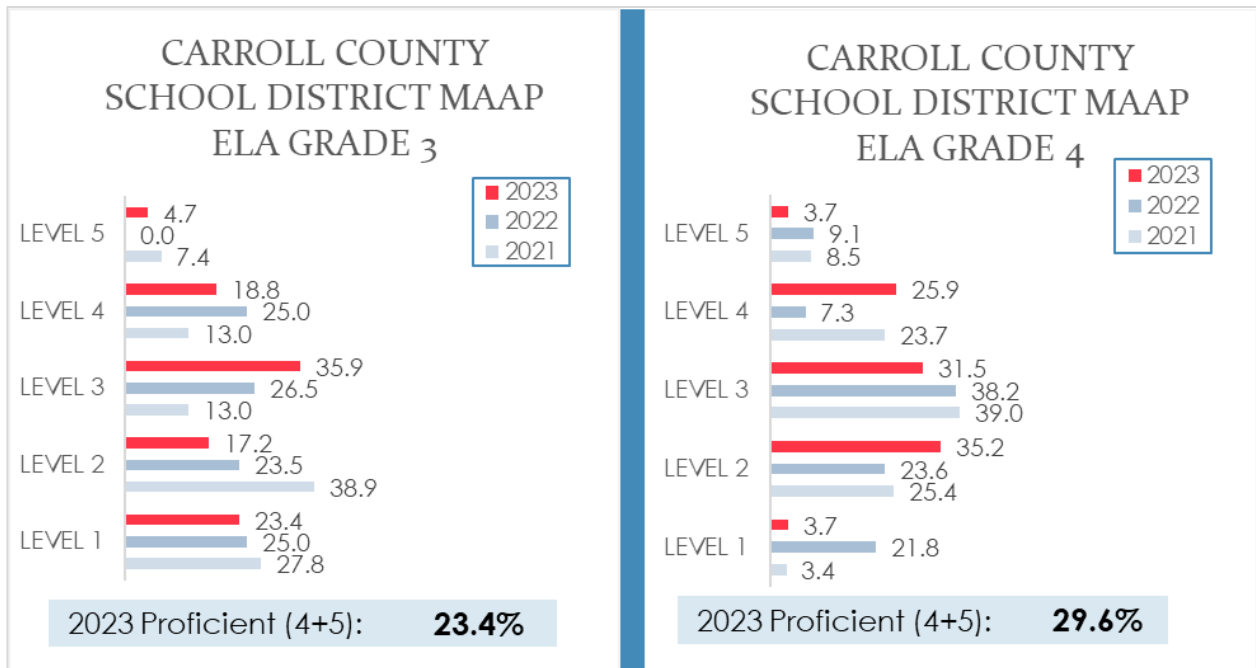 CARROLL COUNTY
SCHOOL DISTRICT MAAP
ELA GRADE 3
2023
2022
2021
LEVEL 5
4.7
0.0
7.4
LEVEL 4
18.8
25.0
13.0
LEVEL 3
35.9
26.5
13.0
LEVEL 2
17.2
23.5
38.9
LEVEL 1
23.4
25.0
27.8
2023 Proficient (4+5): 23.4%
CARROLL COUNTY
SCHOOL DISTRICT MAAP
ELA GRADE 4
2023
2022
2021
LEVEL 5
3.7
9.1
8.5
LEVEL 4
25.9
7.3
23.7
LEVEL 3
31.5
38.2
39.0
LEVEL 2
35.2
23.6
25.4
LEVEL 1
3.7
21.8
3.4
2023 Proficient (4+5): 29.6%